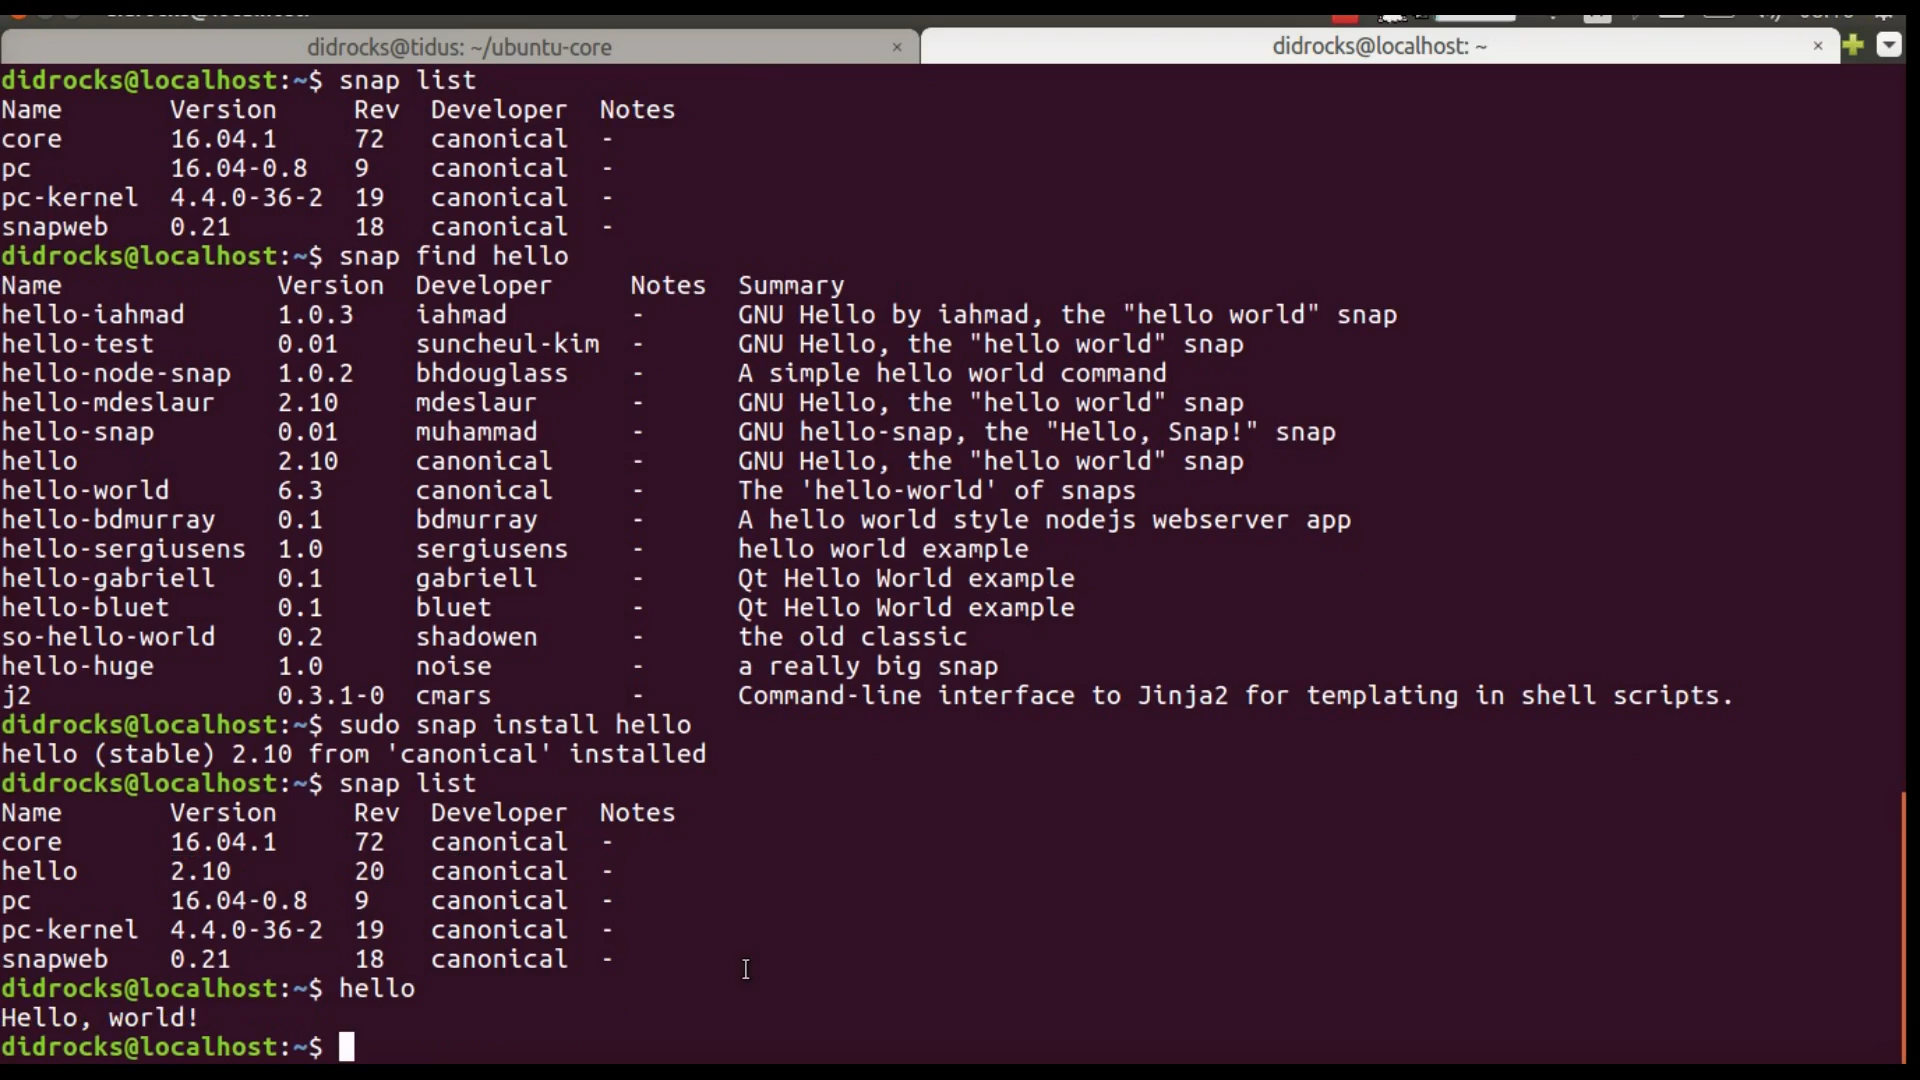 didrocks@tidus: ~/ubuntu-core × didrocks@localhost: ~ ×
didrocks@localhost:~$ snap list
Name       Version     Rev  Developer  Notes
core       16.04.1     72   canonical  -
pc         16.04-0.8   9    canonical  -
pc-kernel  4.4.0-36-2  19   canonical  -
snapweb    0.21        18   canonical  -
didrocks@localhost:~$ snap find hello
Name              Version  Developer     Notes  Summary
hello-iahmad      1.0.3    iahmad        -      GNU Hello by iahmad, the "hello world" snap
hello-test        0.01     suncheul-kim  -      GNU Hello, the "hello world" snap
hello-node-snap   1.0.2    bhdouglass    -      A simple hello world command
hello-mdeslaur    2.10     mdeslaur      -      GNU Hello, the "hello world" snap
hello-snap        0.01     muhammad      -      GNU hello-snap, the "Hello, Snap!" snap
hello             2.10     canonical     -      GNU Hello, the "hello world" snap
hello-world       6.3      canonical     -      The 'hello-world' of snaps
hello-bdmurray    0.1      bdmurray      -      A hello world style nodejs webserver app
hello-sergiusens  1.0      sergiusens    -      hello world example
hello-gabriell    0.1      gabriell      -      Qt Hello World example
hello-bluet       0.1      bluet         -      Qt Hello World example
so-hello-world    0.2      shadowen      -      the old classic
hello-huge        1.0      noise         -      a really big snap
j2                0.3.1-0  cmars         -      Command-line interface to Jinja2 for templating in shell scripts.
didrocks@localhost:~$ sudo snap install hello
hello (stable) 2.10 from 'canonical' installed
didrocks@localhost:~$ snap list
Name       Version     Rev  Developer  Notes
core       16.04.1     72   canonical  -
hello      2.10        20   canonical  -
pc         16.04-0.8   9    canonical  -
pc-kernel  4.4.0-36-2  19   canonical  -
snapweb    0.21        18   canonical  -
didrocks@localhost:~$ hello
Hello, world!
didrocks@localhost:~$